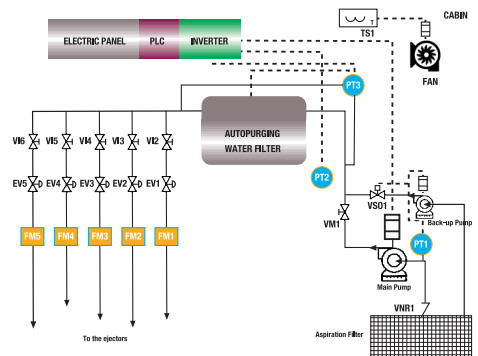 CABIN
T
TS1
ELECTRIC PANEL PLC INVERTER
FAN
PT3
AUTOPURGING
WATER FILTER
VI6 VI5 VI4 VI3 VI2
EV5 EV4 EV3 EV2 EV1
PT2
VS01
VM1
Back-up Pump
FM5 FM4 FM3 FM2 FM1
PT1
Main Pump
VNR1
Aspiration Filter
To the ejectors